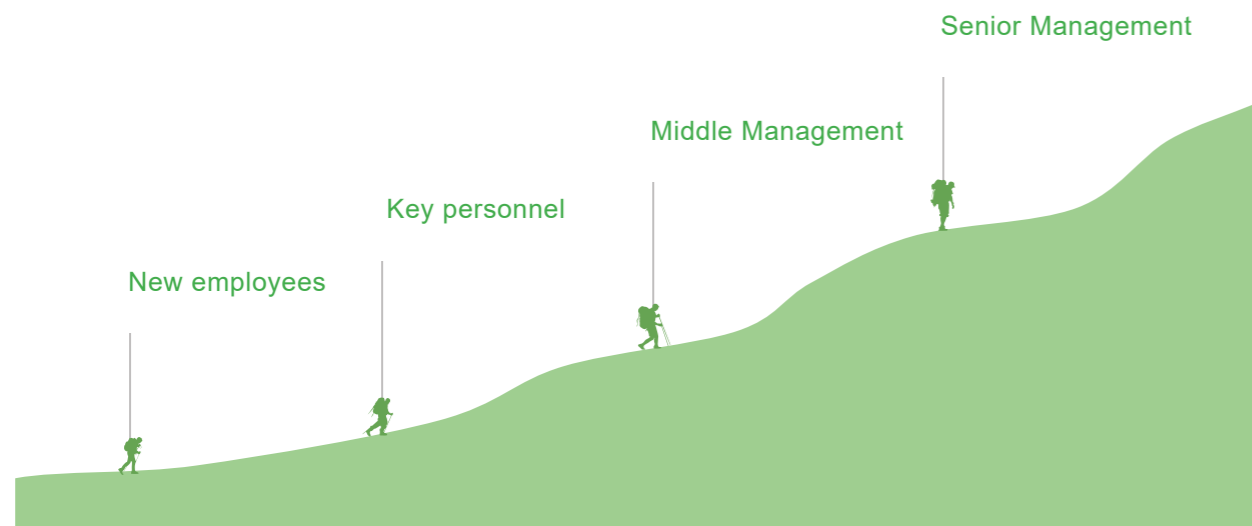 Senior Management
Middle Management
Key personnel
New employees